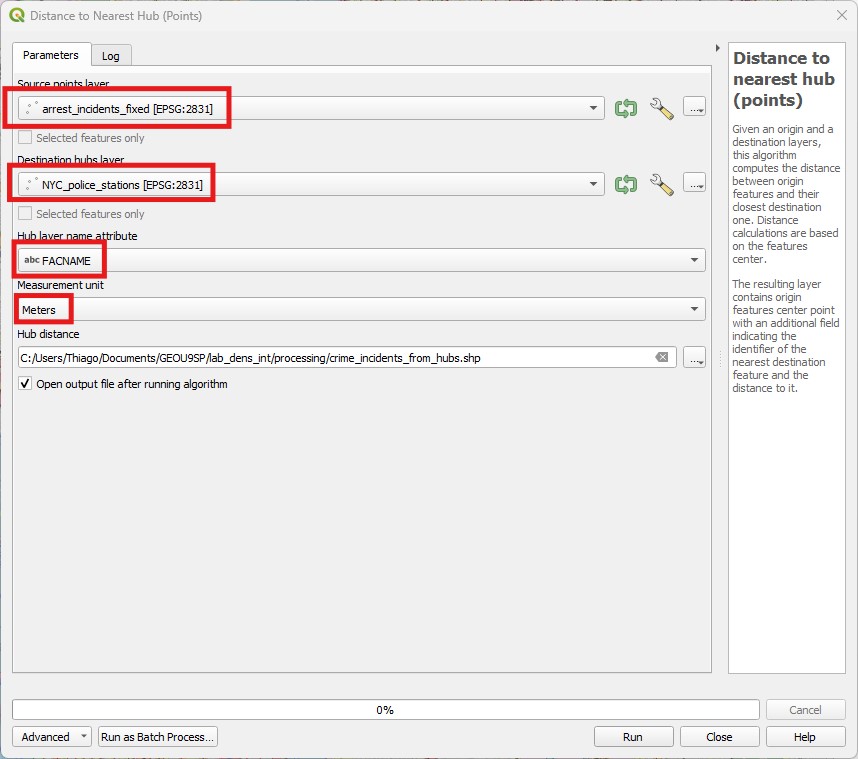 Distance to Nearest Hub (Points)
Parameters
Log
Source points layer
arrest_incidents_fixed [EPSG:2831]
...
Selected features only
Destination hubs layer
NYC_police_stations [EPSG:2831]
...
Selected features only
Hub layer name attribute
abc FACNAME
Measurement unit
Meters
Hub distance
C:/Users/Thiago/Documents/GEOU9SP/lab_dens_int/processing/crime_incidents_from_hubs.shp
...
Open output file after running algorithm
Distance to
nearest hub
(points)
Given an origin and a
destination layers,
this algorithm
computes the distance
between origin
features and their
closest destination
one. Distance
calculations are based
on the features
center.
The resulting layer
contains origin
features center point
with an additional field
indicating the
identifier of the
nearest destination
feature and the
distance to it.
0%
Cancel
Advanced
Run as Batch Process...
Run
Close
Help